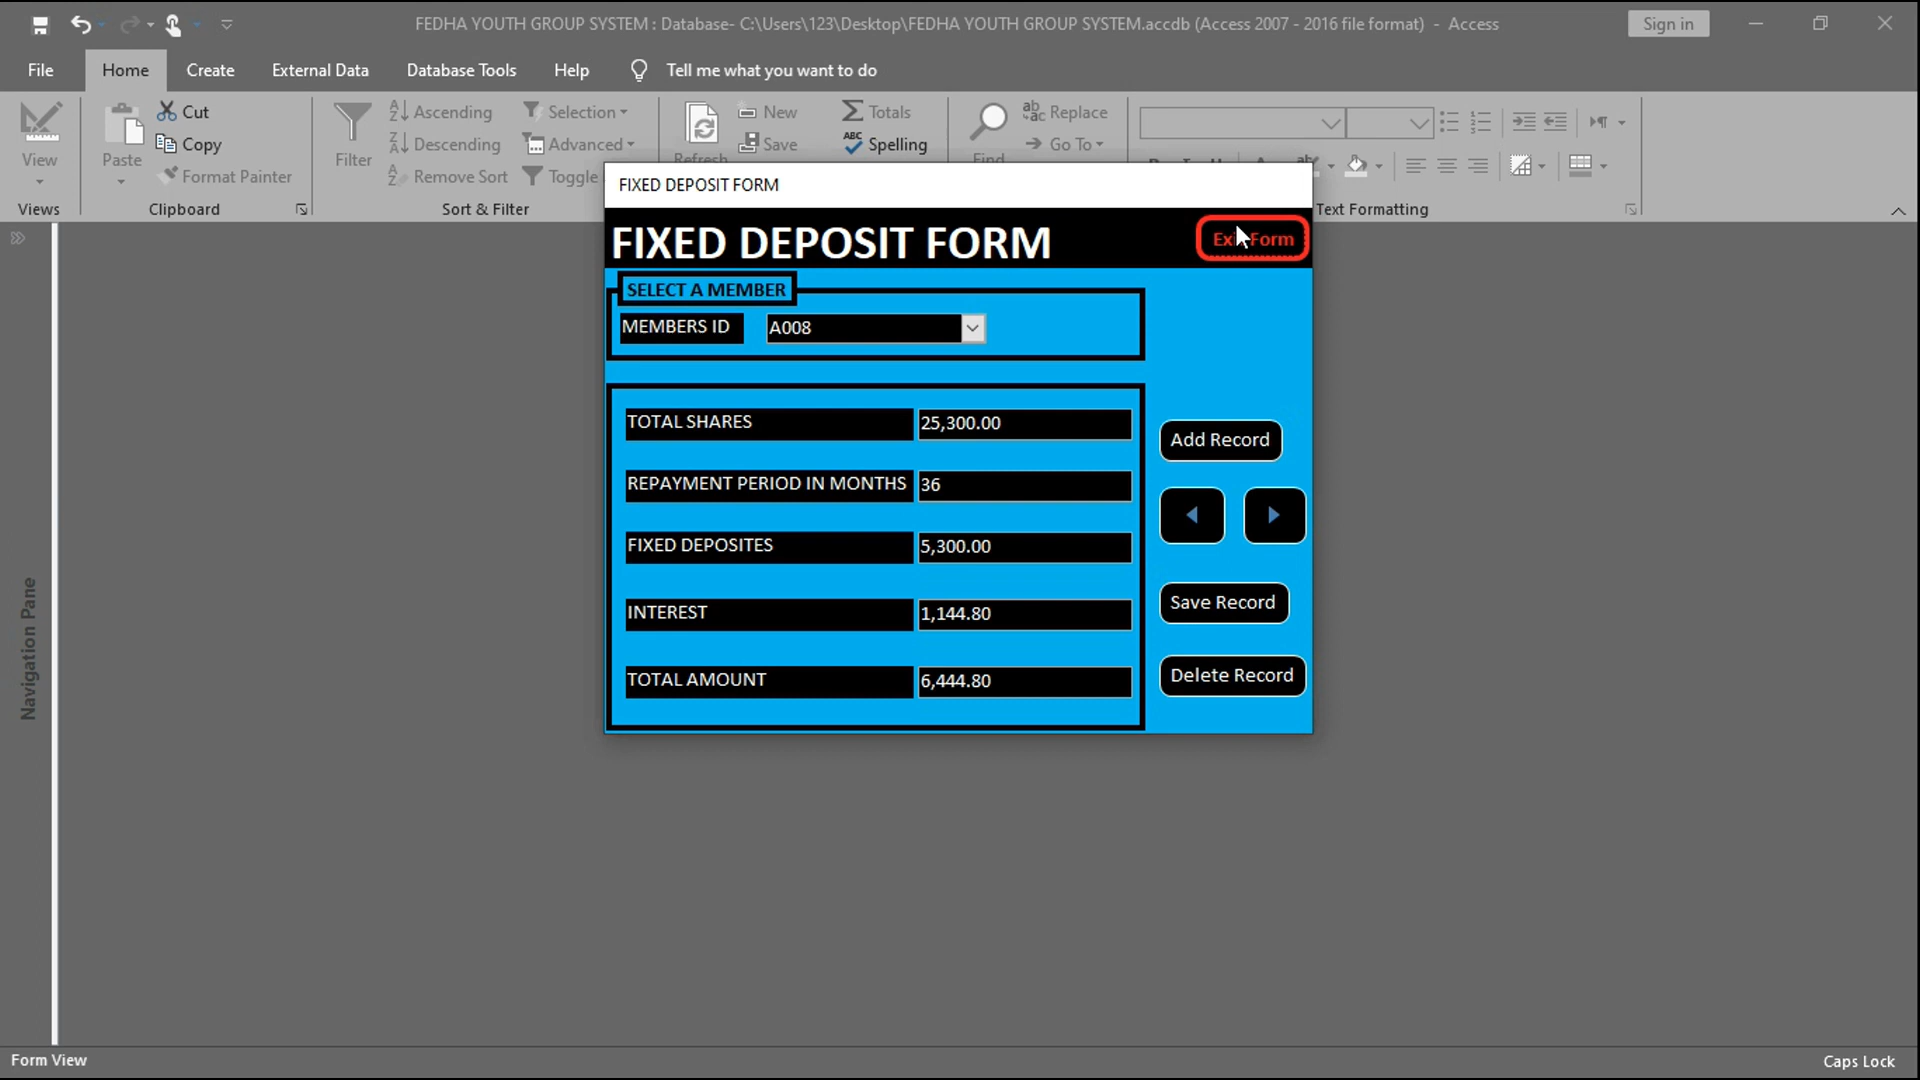 FEDHA YOUTH GROUP SYSTEM : Database- C:\Users\123\Desktop\FEDHA YOUTH GROUP SYSTEM.accdb (Access 2007 - 2016 file format) - Access
Sign in
File Home Create External Data Database Tools Help Tell me what you want to do
View
Views
Paste
Cut
Copy
Format Painter
Clipboard
Filter
Ascending
Descending
Remove Sort
Selection
Advanced
Toggle
Sort & Filter
New
Save
Totals
Spelling
Replace
Go To
Text Formatting
FIXED DEPOSIT FORM
FIXED DEPOSIT FORM
Exit Form
SELECT A MEMBER
MEMBERS ID A008
TOTAL SHARES 25,300.00
REPAYMENT PERIOD IN MONTHS 36
FIXED DEPOSITES 5,300.00
INTEREST 1,144.80
TOTAL AMOUNT 6,444.80
Add Record
Save Record
Delete Record
Navigation Pane
Form View
Caps Lock